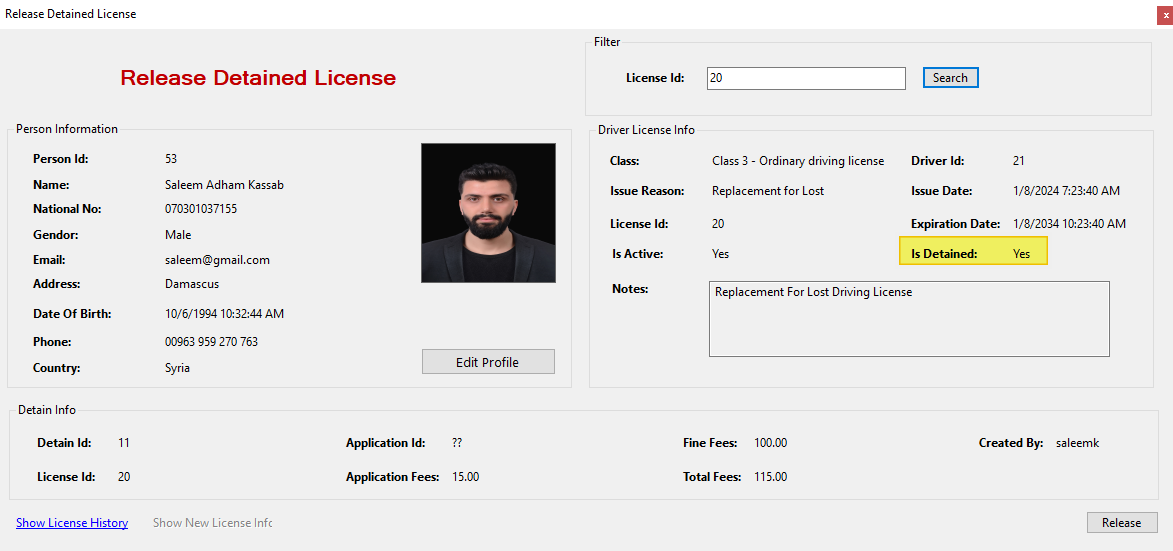 Release Detained License
x
Release Detained License
Filter
License Id: 20 Search
Person Information
Person Id: 53
Name: Saleem Adham Kassab
National No: 070301037155
Gendor: Male
Email: saleem@gmail.com
Address: Damascus
Date Of Birth: 10/6/1994 10:32:44 AM
Phone: 00963 959 270 763
Country: Syria
Edit Profile
Driver License Info
Class: Class 3 - Ordinary driving license Driver Id: 21
Issue Reason: Replacement for Lost Issue Date: 1/8/2024 7:23:40 AM
License Id: 20 Expiration Date: 1/8/2034 10:23:40 AM
Is Active: Yes Is Detained: Yes
Notes: Replacement For Lost Driving License
Detain Info
Detain Id: 11 Application Id: ?? Fine Fees: 100.00 Created By: saleemk
License Id: 20 Application Fees: 15.00 Total Fees: 115.00
Show License History Show New License Info Release